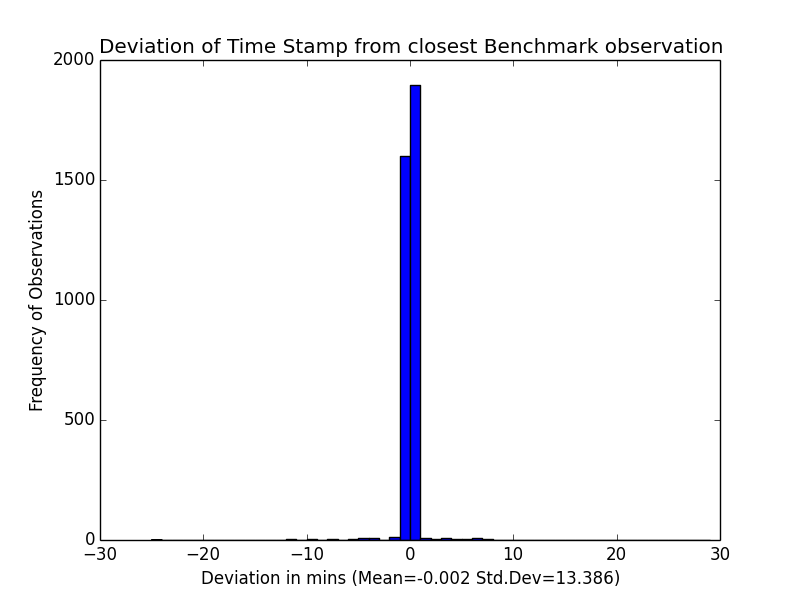 Deviation of Time Stamp from closest Benchmark observation
2000
1500
1000
500
0
Frequency of Observations
−30 −20 −10 0 10 20 30
Deviation in mins (Mean=-0.002 Std.Dev=13.386)